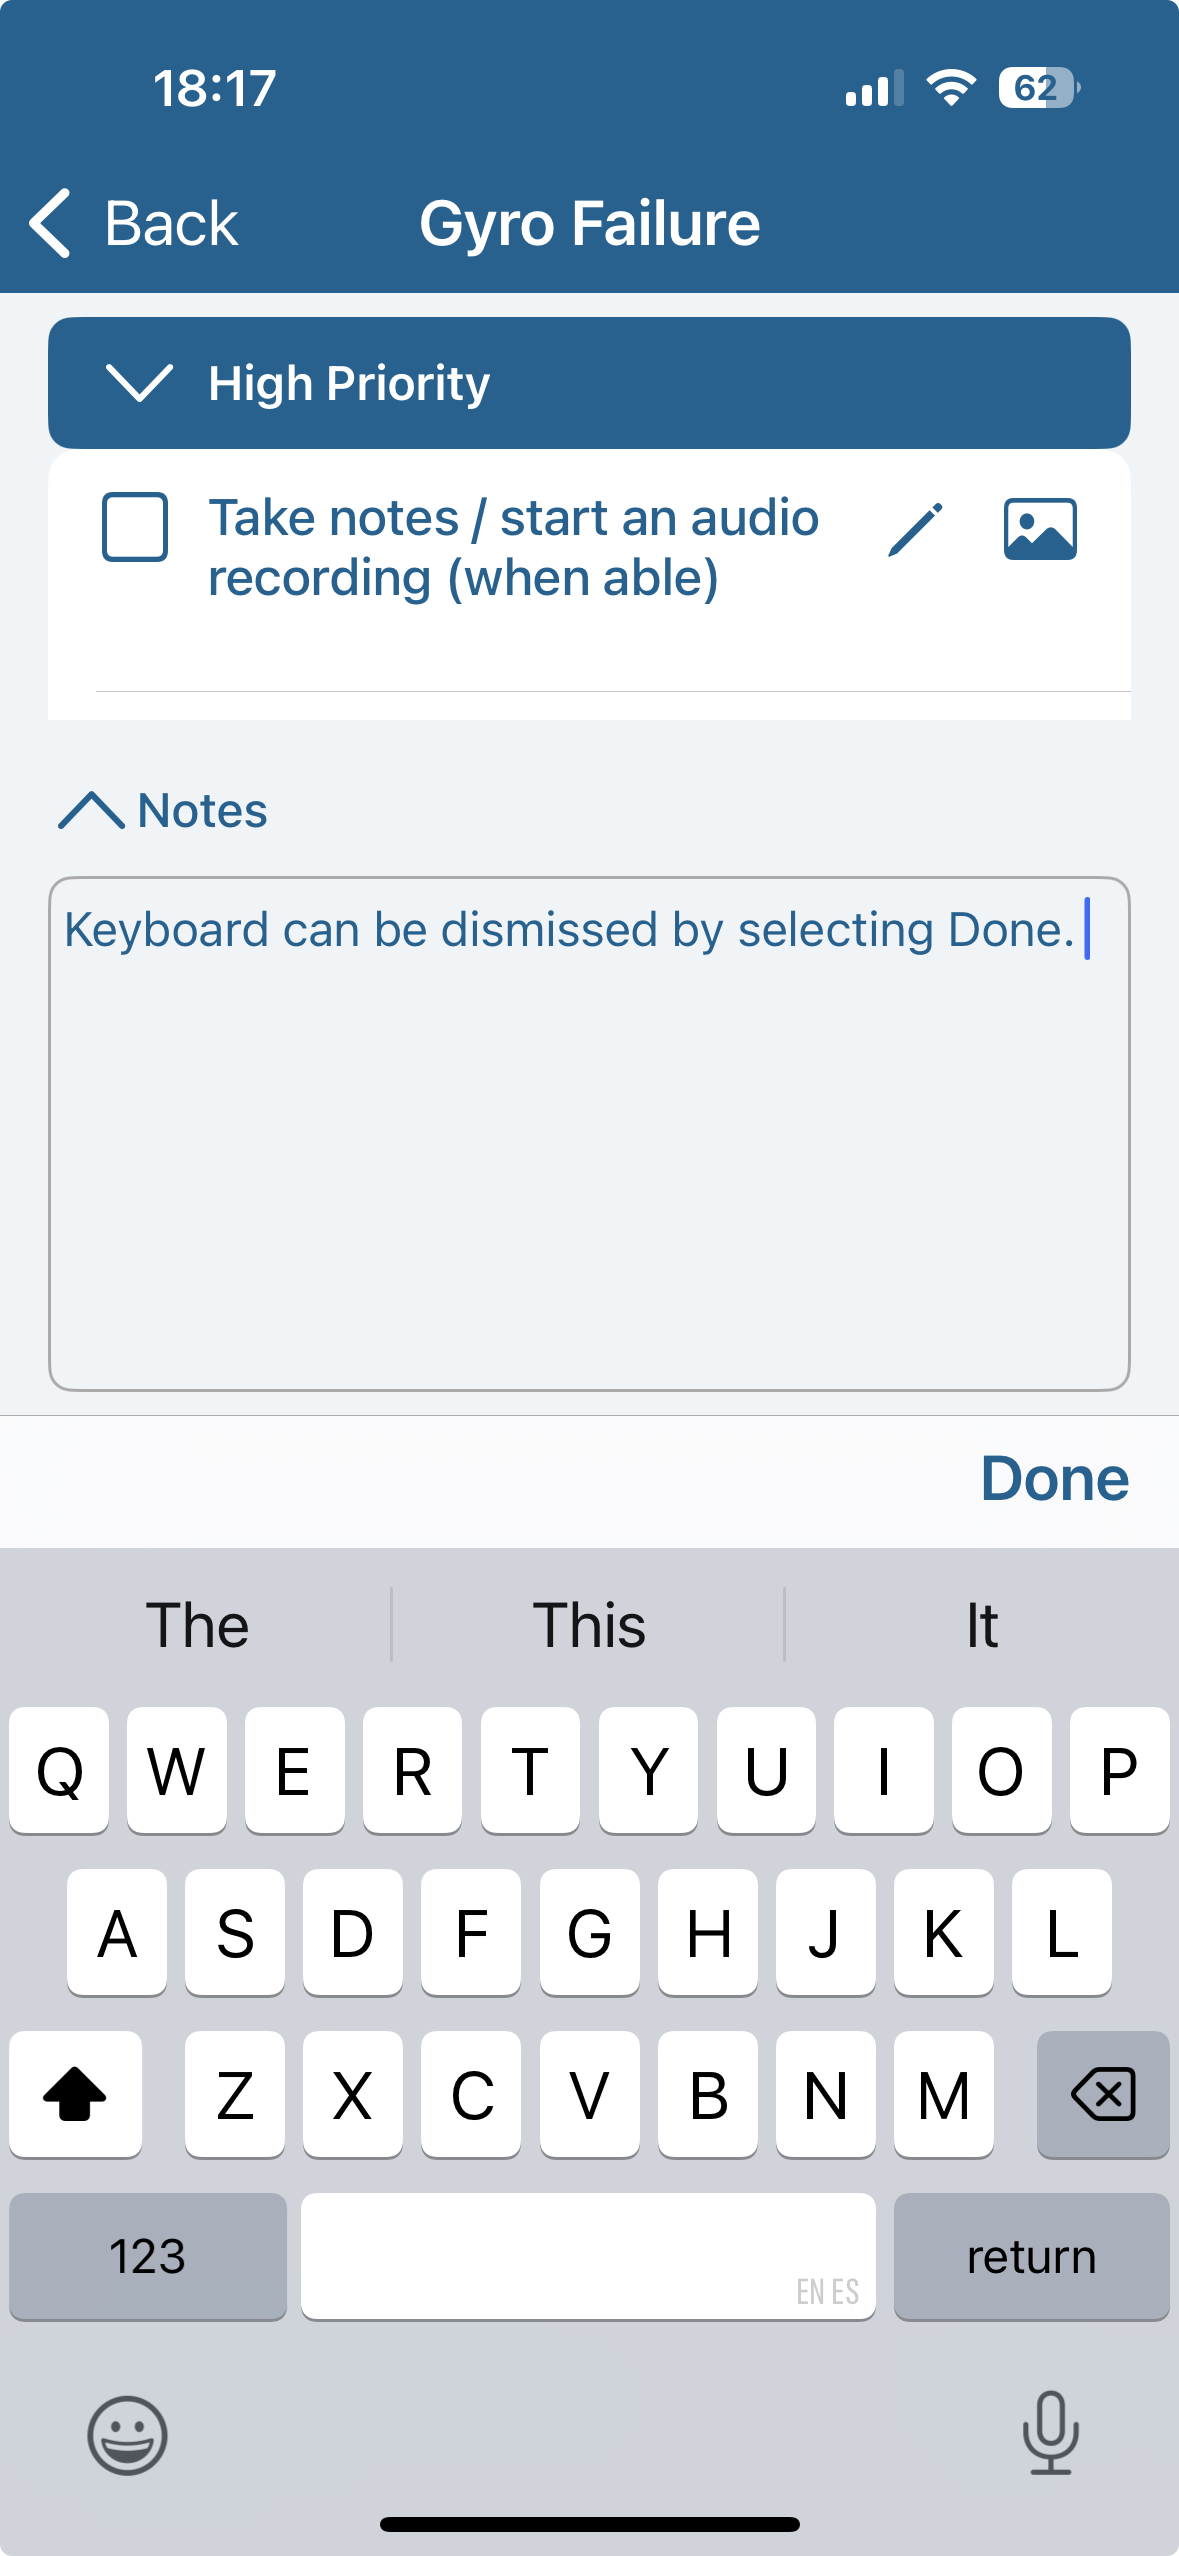 18:17
62
Back
Gyro Failure
High Priority
Take notes / start an audio
recording (when able)
Notes
Keyboard can be dismissed by selecting Done.
Done
The This It
Q W E R T Y U I O P
A S D F G H J K L
Z X C V B N M
123
EN ES
return